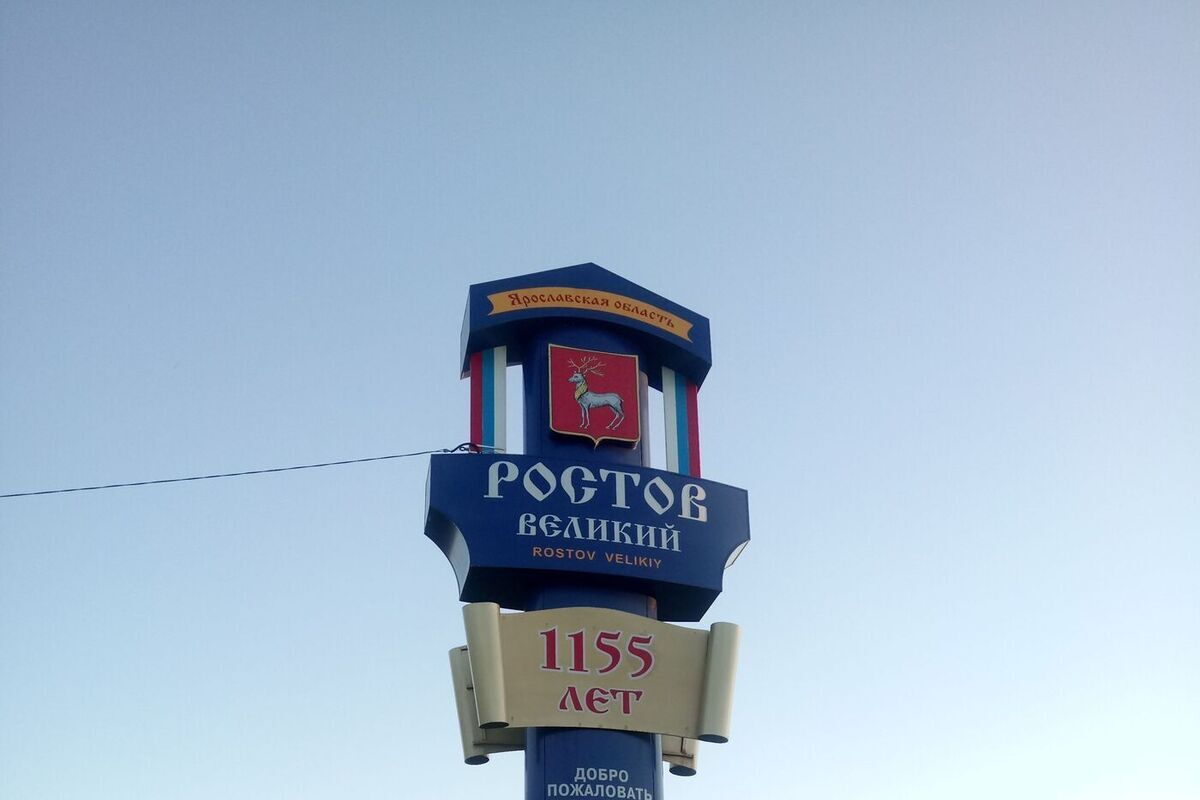 Ярославская область
РОСТОВ
ВЕЛИКИЙ
ROSTOV VELIKIY
1155
ЛЕТ
ДОБРО
ПОЖАЛОВАТЬ